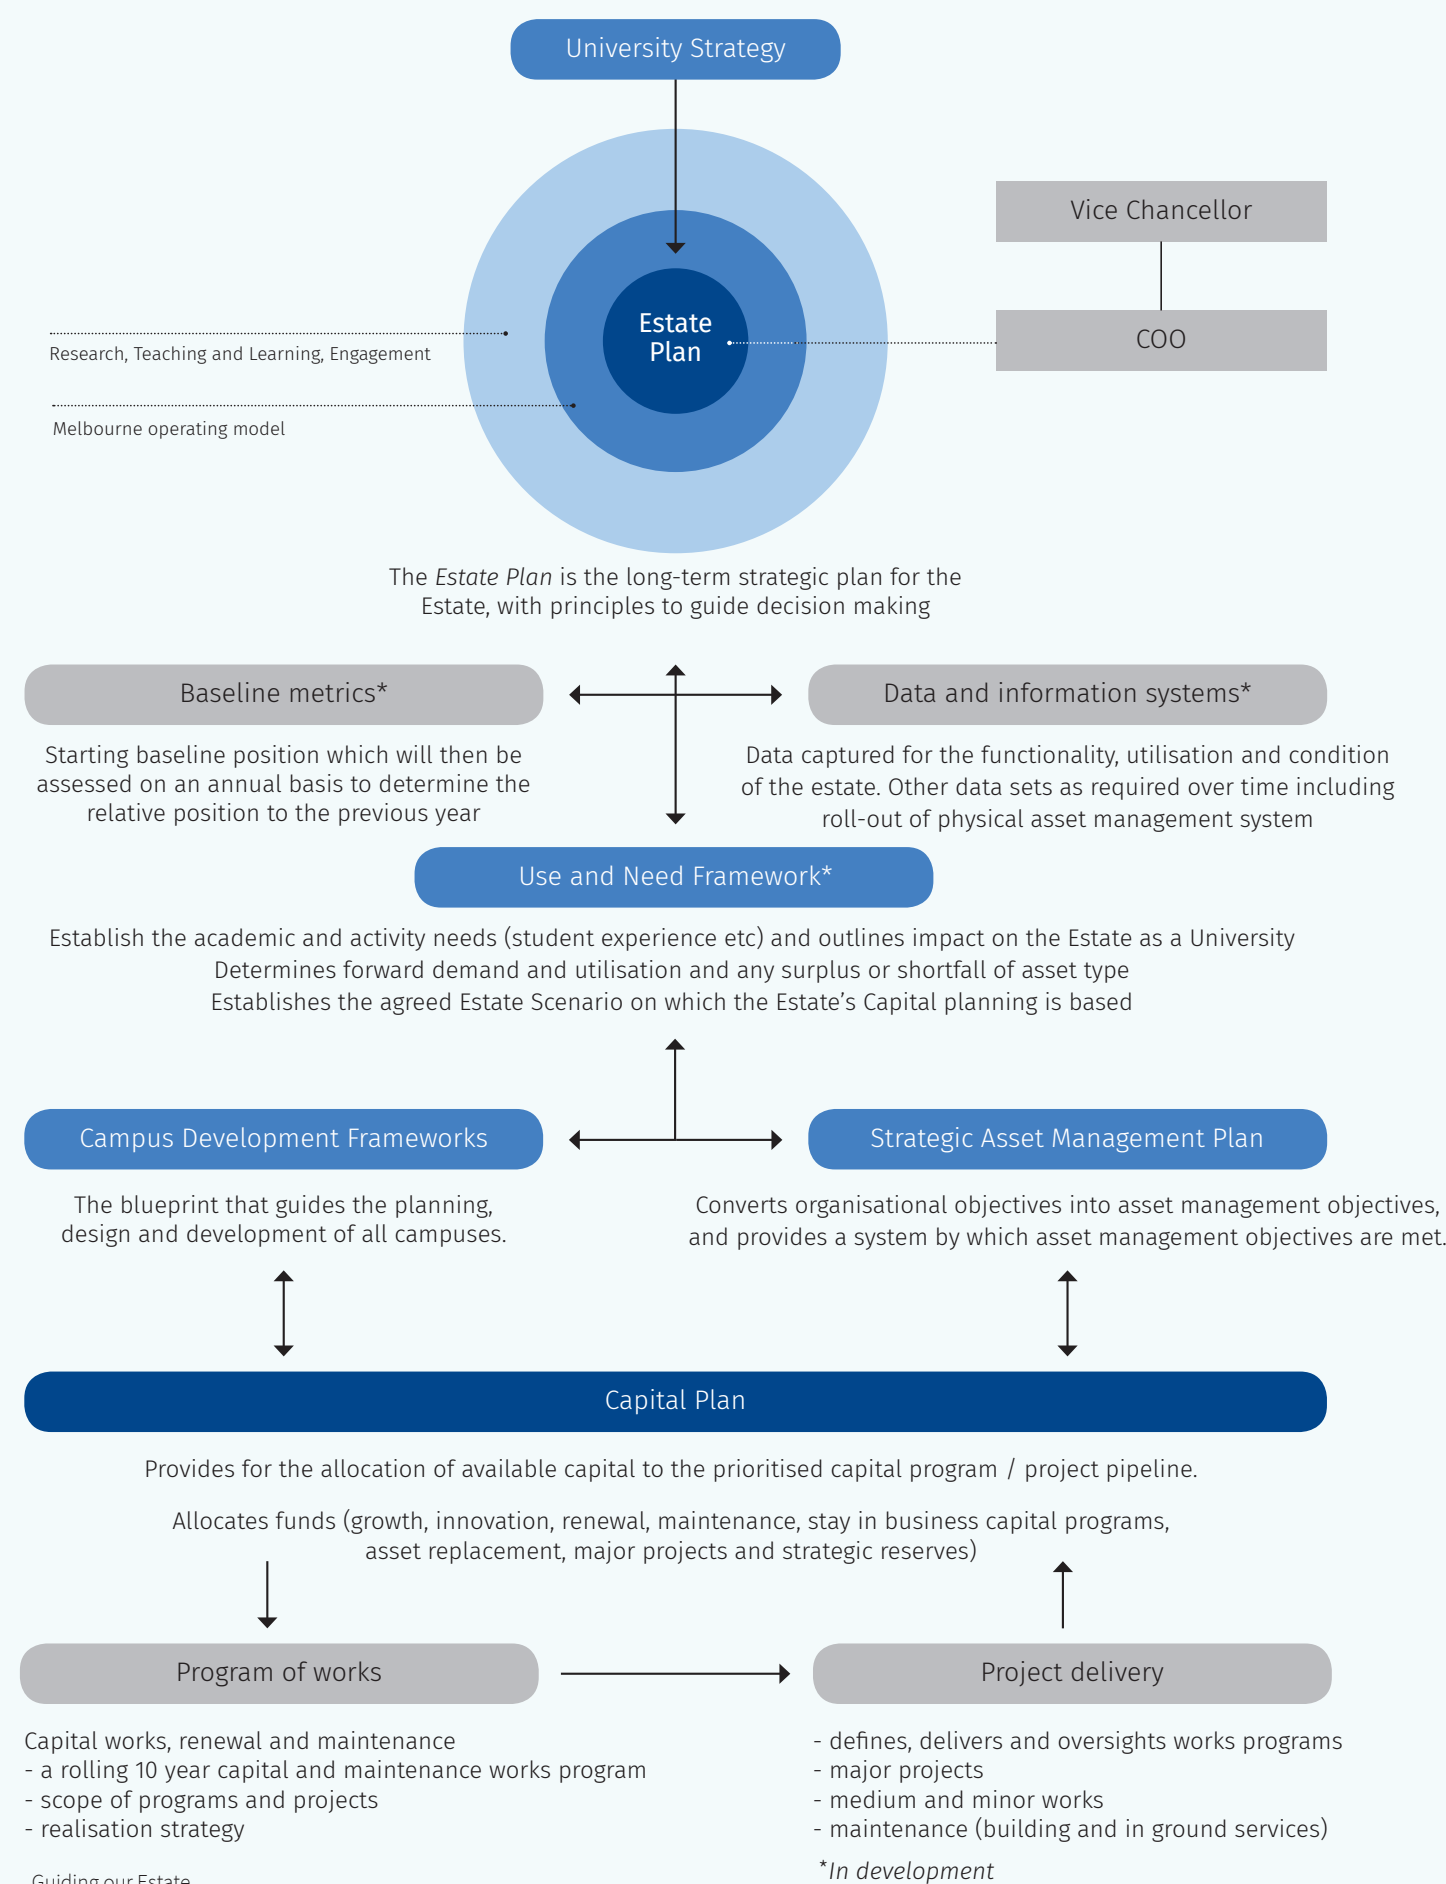 University Strategy
Vice Chancellor
COO
Estate
Plan
Research, Teaching and Learning, Engagement
Melbourne operating model
The Estate Plan is the long-term strategic plan for the
Estate, with principles to guide decision making
Baseline metrics*
Starting baseline position which will then be
assessed on an annual basis to determine the
relative position to the previous year
Data and information systems*
Data captured for the functionality, utilisation and condition
of the estate. Other data sets as required over time including
roll-out of physical asset management system
Use and Need Framework*
Establish the academic and activity needs (student experience etc) and outlines impact on the Estate as a University
Determines forward demand and utilisation and any surplus or shortfall of asset type
Establishes the agreed Estate Scenario on which the Estate’s Capital planning is based
Campus Development Frameworks
The blueprint that guides the planning,
design and development of all campuses.
Strategic Asset Management Plan
Converts organisational objectives into asset management objectives,
and provides a system by which asset management objectives are met.
Capital Plan
Provides for the allocation of available capital to the prioritised capital program / project pipeline.
Allocates funds (growth, innovation, renewal, maintenance, stay in business capital programs,
asset replacement, major projects and strategic reserves)
Program of works
Capital works, renewal and maintenance
- a rolling 10 year capital and maintenance works program
- scope of programs and projects
- realisation strategy
Project delivery
- defines, delivers and oversights works programs
- major projects
- medium and minor works
- maintenance (building and in ground services)
*In development
Guiding our Estate